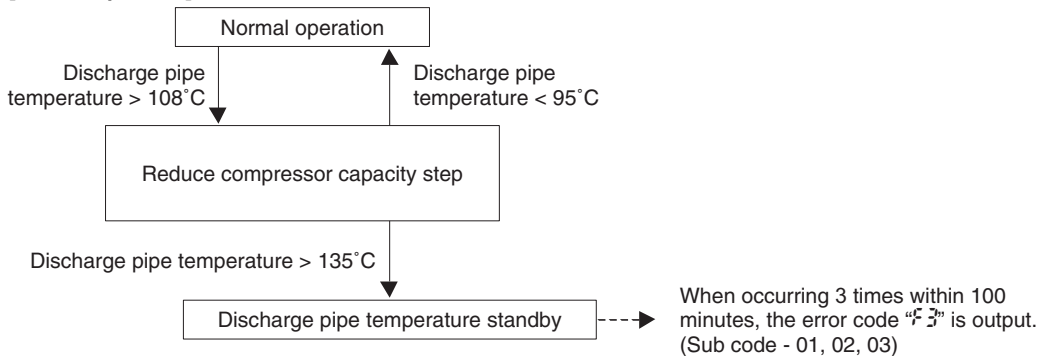 Normal operation
Discharge pipe
temperature > 108˚C
Discharge pipe
temperature < 95˚C
Reduce compressor capacity step
Discharge pipe temperature > 135˚C
Discharge pipe temperature standby
When occurring 3 times within 100
minutes, the error code “F3” is output.
(Sub code - 01, 02, 03)